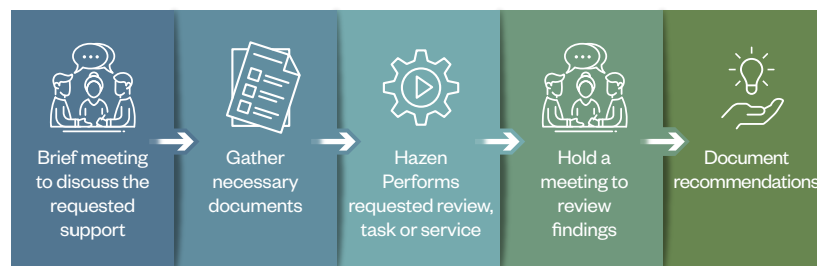 Brief meeting
to discuss the
requested
support
Gather
necessary
documents
Hazen
Performs
requested review,
task or service
Hold a
meeting to
review
findings
Document
recommendations